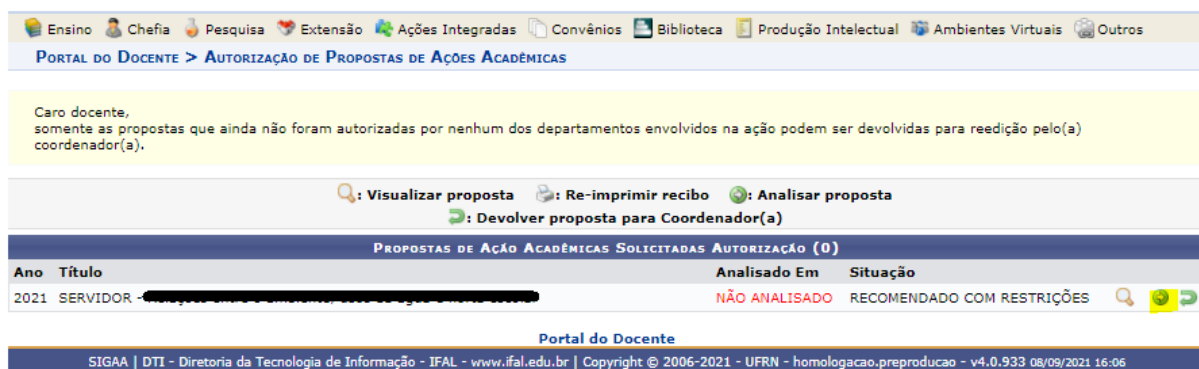 Ensino Chefia Pesquisa Extensão Ações Integradas Convênios Biblioteca Produção Intelectual Ambientes Virtuais Outros
Portal do Docente > Autorização de Propostas de Ações Acadêmicas
Caro docente,
somente as propostas que ainda não foram autorizadas por nenhum dos departamentos envolvidos na ação podem ser devolvidas para reedição pelo(a)
coordenador(a).
: Visualizar proposta : Re-imprimir recibo : Analisar proposta
: Devolver proposta para Coordenador(a)
Propostas de Ação Acadêmicas Solicitadas Autorização (0)
Ano Título Analisado Em Situação
2021 SERVIDOR - NÃO ANALISADO RECOMENDADO COM RESTRIÇÕES
Portal do Docente
SIGAA | DTI - Diretoria da Tecnologia de Informação - IFAL - www.ifal.edu.br | Copyright © 2006-2021 - UFRN - homologacao.preproducao - v4.0.933 08/09/2021 16:06